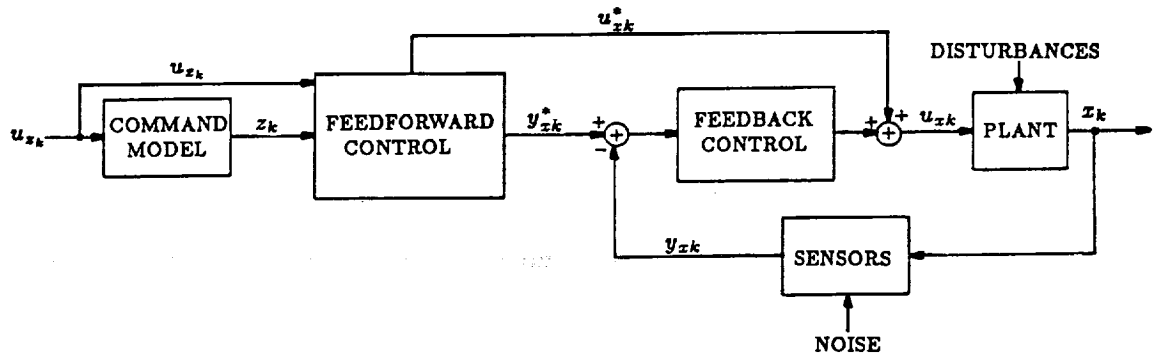 u*xk
DISTURBANCES
uzk
uzk
COMMAND
MODEL
zk
FEEDFORWARD
CONTROL
y*xk
+
+
−
FEEDBACK
CONTROL
+
+
+
uxk
PLANT
xk
yxk
SENSORS
NOISE